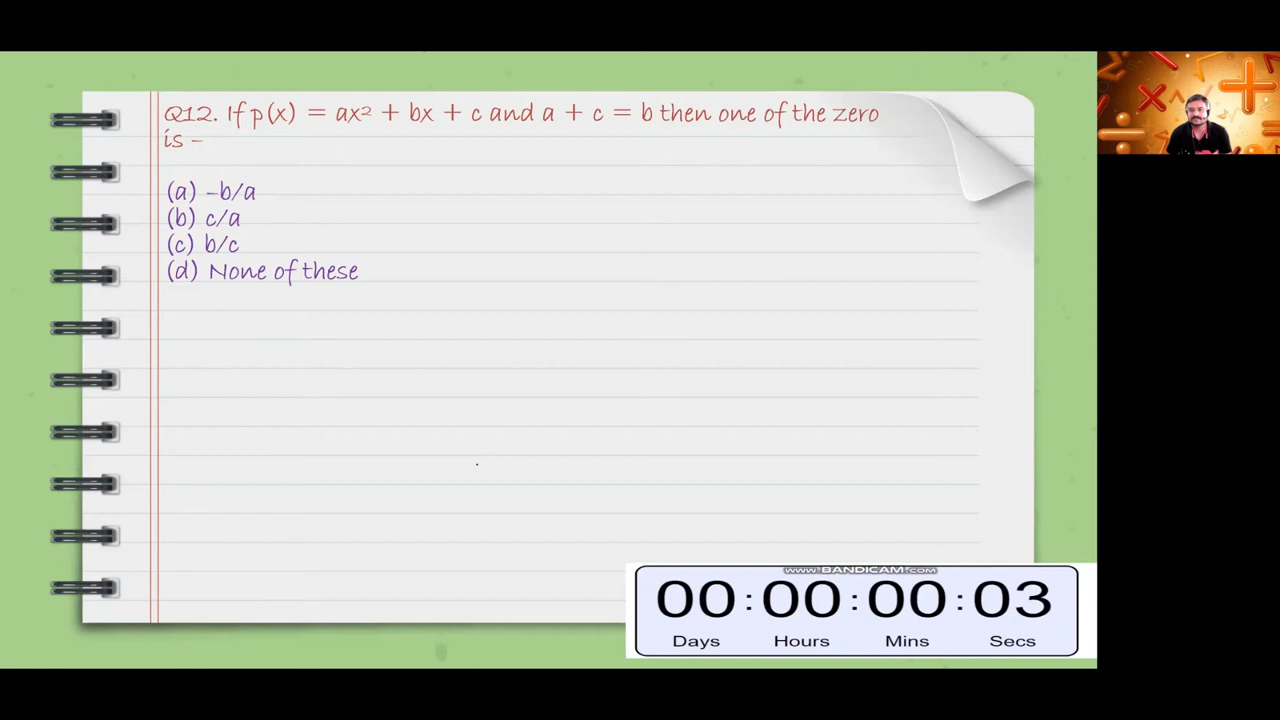 Q12. If p(x) = ax2 + bx + c and a + c = b then one of the zero
is –
(a) –b/a
(b) c/a
(c) b/c
(d) None of these
www.BANDICAM.com
00:00:00:03
Days Hours Mins Secs